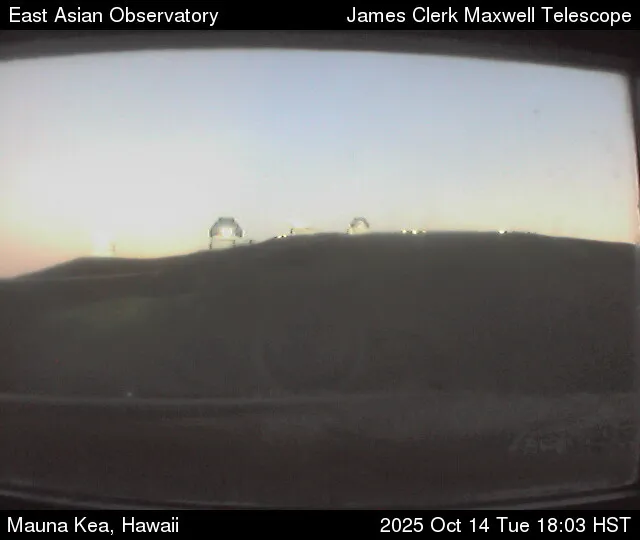 East Asian Observatory
James Clerk Maxwell Telescope
Mauna Kea, Hawaii
2025 Oct 14 Tue 18:03 HST